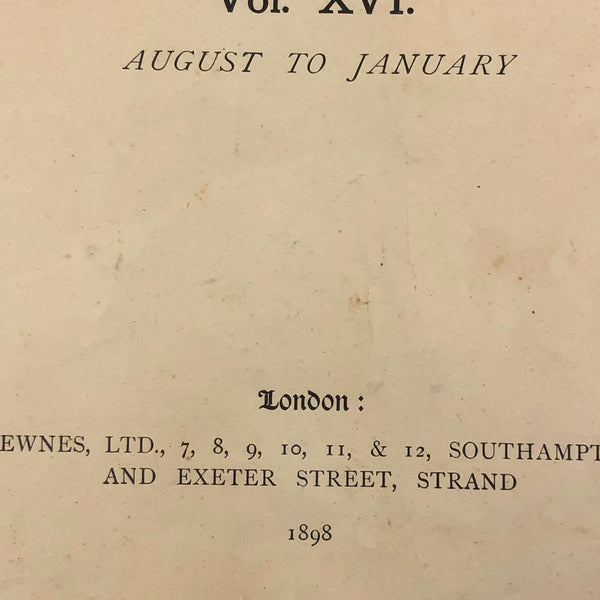 Vol. XVI.
AUGUST TO JANUARY
London:
EWNES, LTD., 7, 8, 9, 10, 11, & 12, SOUTHAMPT
AND EXETER STREET, STRAND
1898